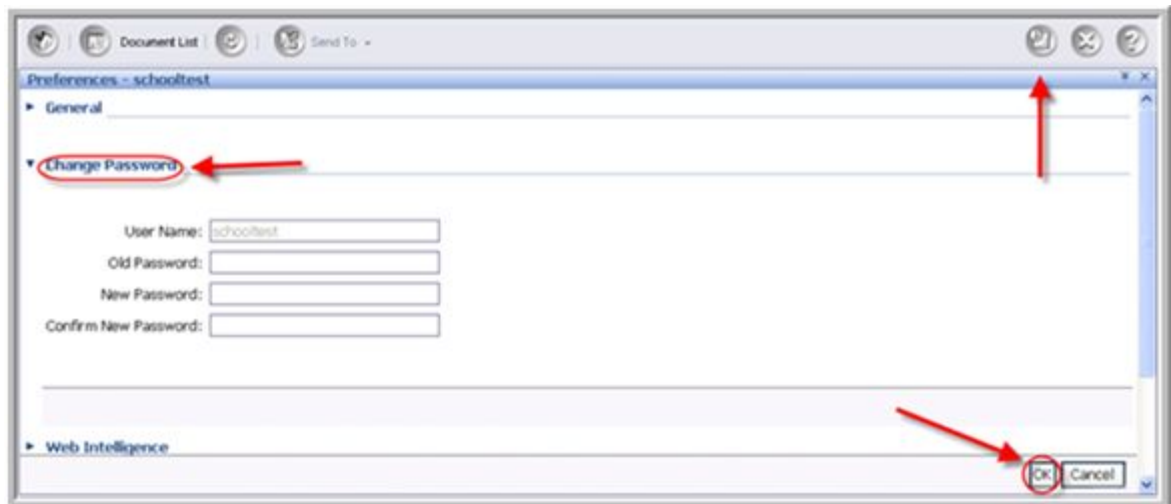 Document List Send To
Preferences - schooltest
General
Change Password
User Name: schooltest
Old Password:
New Password:
Confirm New Password:
Web Intelligence
OK Cancel